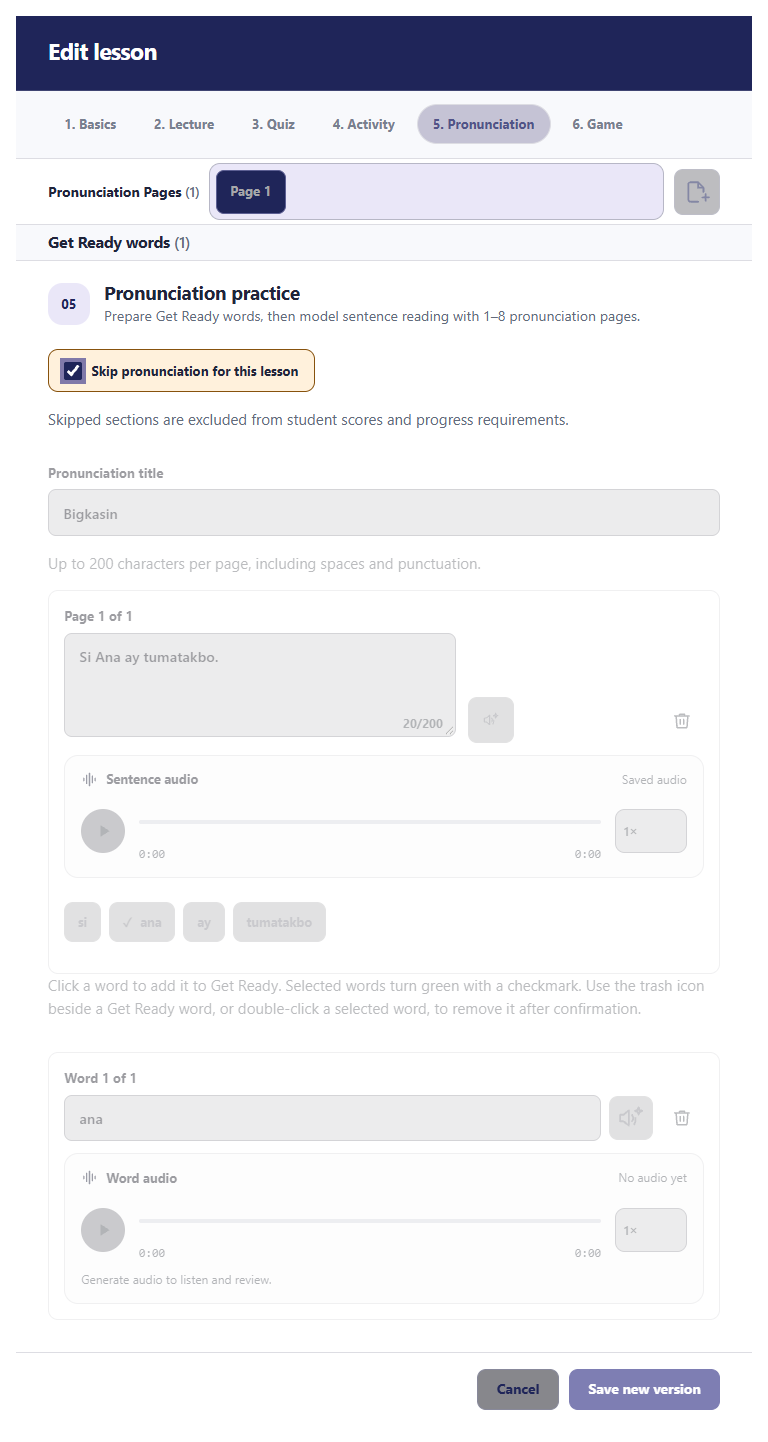 Edit lesson
1. Basics
2. Lecture
3. Quiz
4. Activity
5. Pronunciation
6. Game
Pronunciation Pages (1)
Page 1
Get Ready words (1)
05
Pronunciation practice
Prepare Get Ready words, then model sentence reading with 1–8 pronunciation pages.
Skip pronunciation for this lesson
Skipped sections are excluded from student scores and progress requirements.
Pronunciation title
Bigkasin
Up to 200 characters per page, including spaces and punctuation.
Page 1 of 1
Si Ana ay tumatakbo.
20/200
Sentence audio
Saved audio
1×
0:00
0:00
si
✓ ana
ay
tumatakbo
Click a word to add it to Get Ready. Selected words turn green with a checkmark. Use the trash icon
beside a Get Ready word, or double-click a selected word, to remove it after confirmation.
Word 1 of 1
ana
Word audio
No audio yet
1×
0:00
0:00
Generate audio to listen and review.
Cancel
Save new version